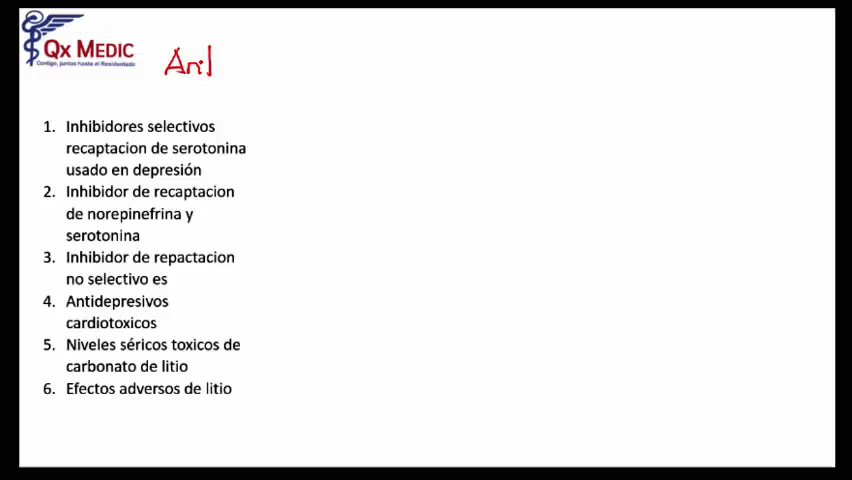 Qx MEDIC
Contigo, juntos hasta el Residentado
1. Inhibidores selectivos
recaptacion de serotonina
usado en depresión
2. Inhibidor de recaptacion
de norepinefrina y
serotonina
3. Inhibidor de repactacion
no selectivo es
4. Antidepresivos
cardiotoxicos
5. Niveles séricos toxicos de
carbonato de litio
6. Efectos adversos de litio